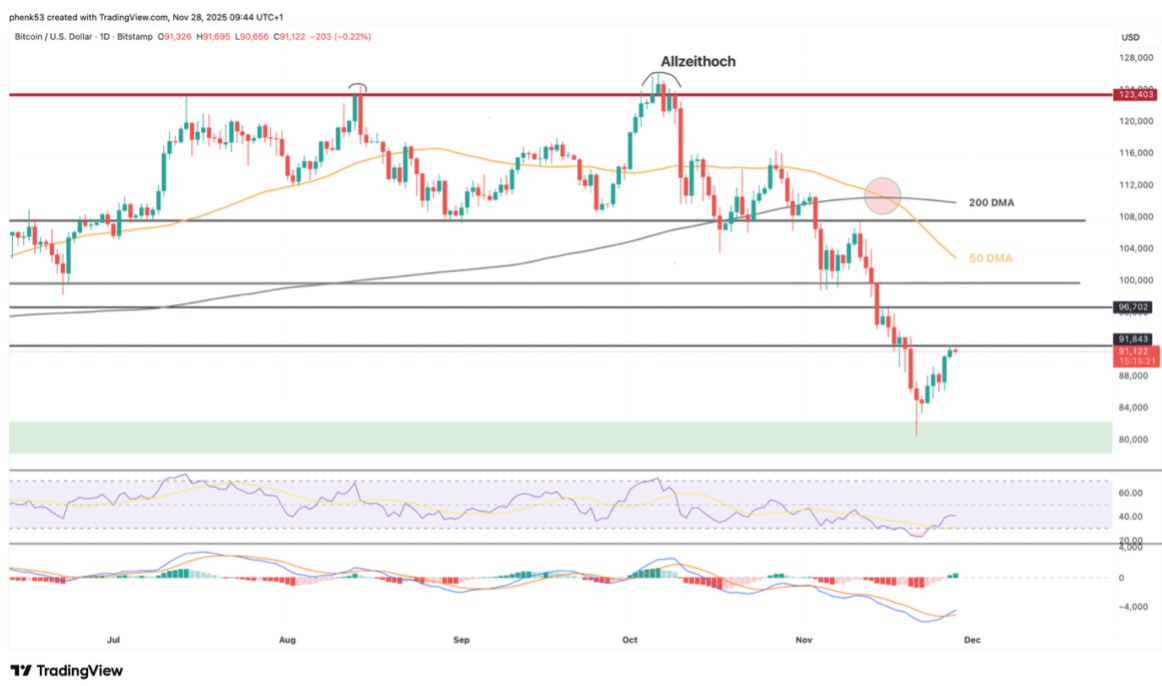 phenk53 created with TradingView.com, Nov 28, 2025 09:44 UTC+1
Bitcoin / U.S. Dollar · 1D · Bitstamp O91,326 H91,695 L90,656 C91,122 −203 (−0.22%)
USD
128,000
Allzeithoch
123,403
120,000
116,000
112,000
200 DMA
108,000
104,000
50 DMA
100,000
96,702
91,843
91,122
15:15:21
88,000
84,000
80,000
60.00
40.00
20.00
4,000
0
−4,000
Jul Aug Sep Oct Nov Dec
TradingView